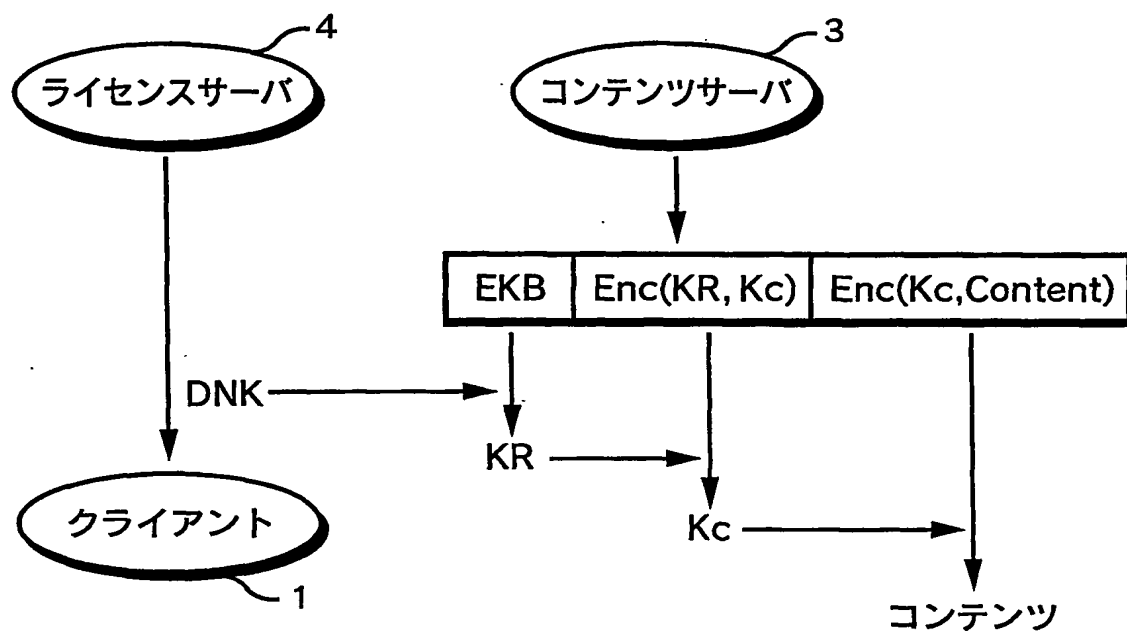 4
3
ライセンスサーバ
コンテンツサーバ
EKB
Enc(KR, Kc)
Enc(Kc,Content)
DNK
KR
クライアント
Kc
1
コンテンツ